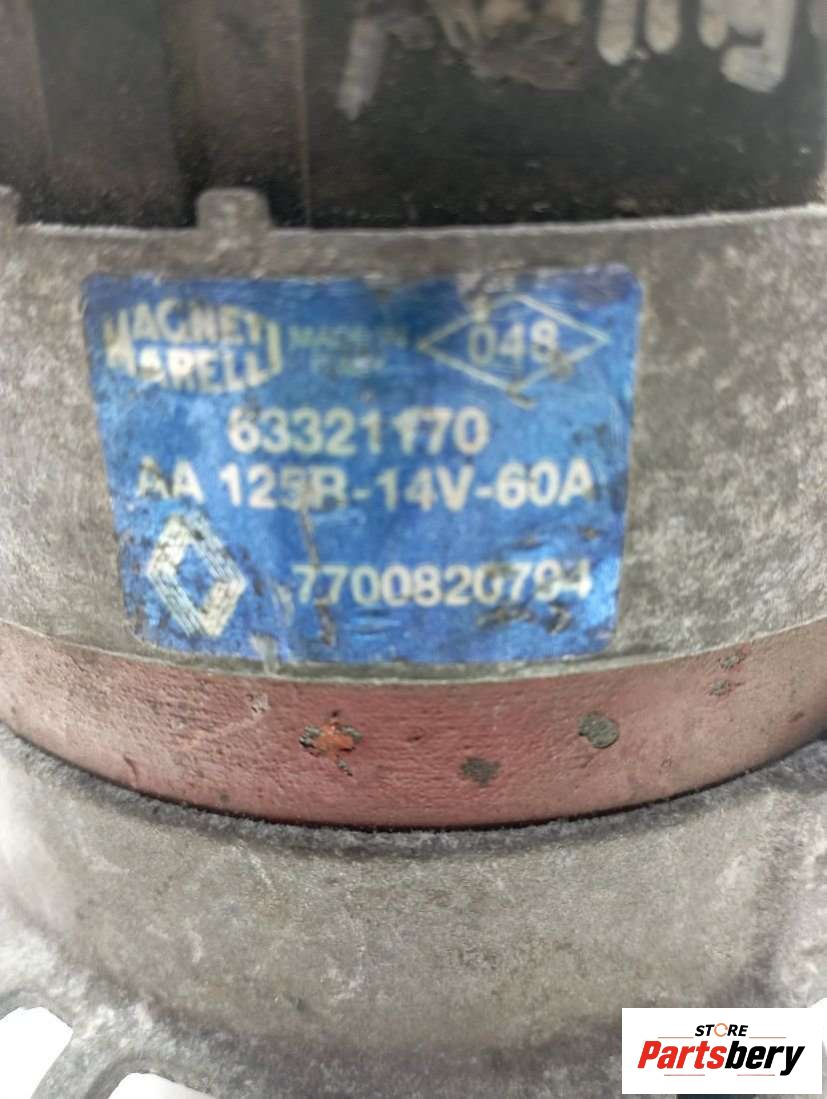 MAGNETI
MARELLI
MADE IN
048
63321170
AA 125R-14V-60A
7700820794
STORE
Partsbery